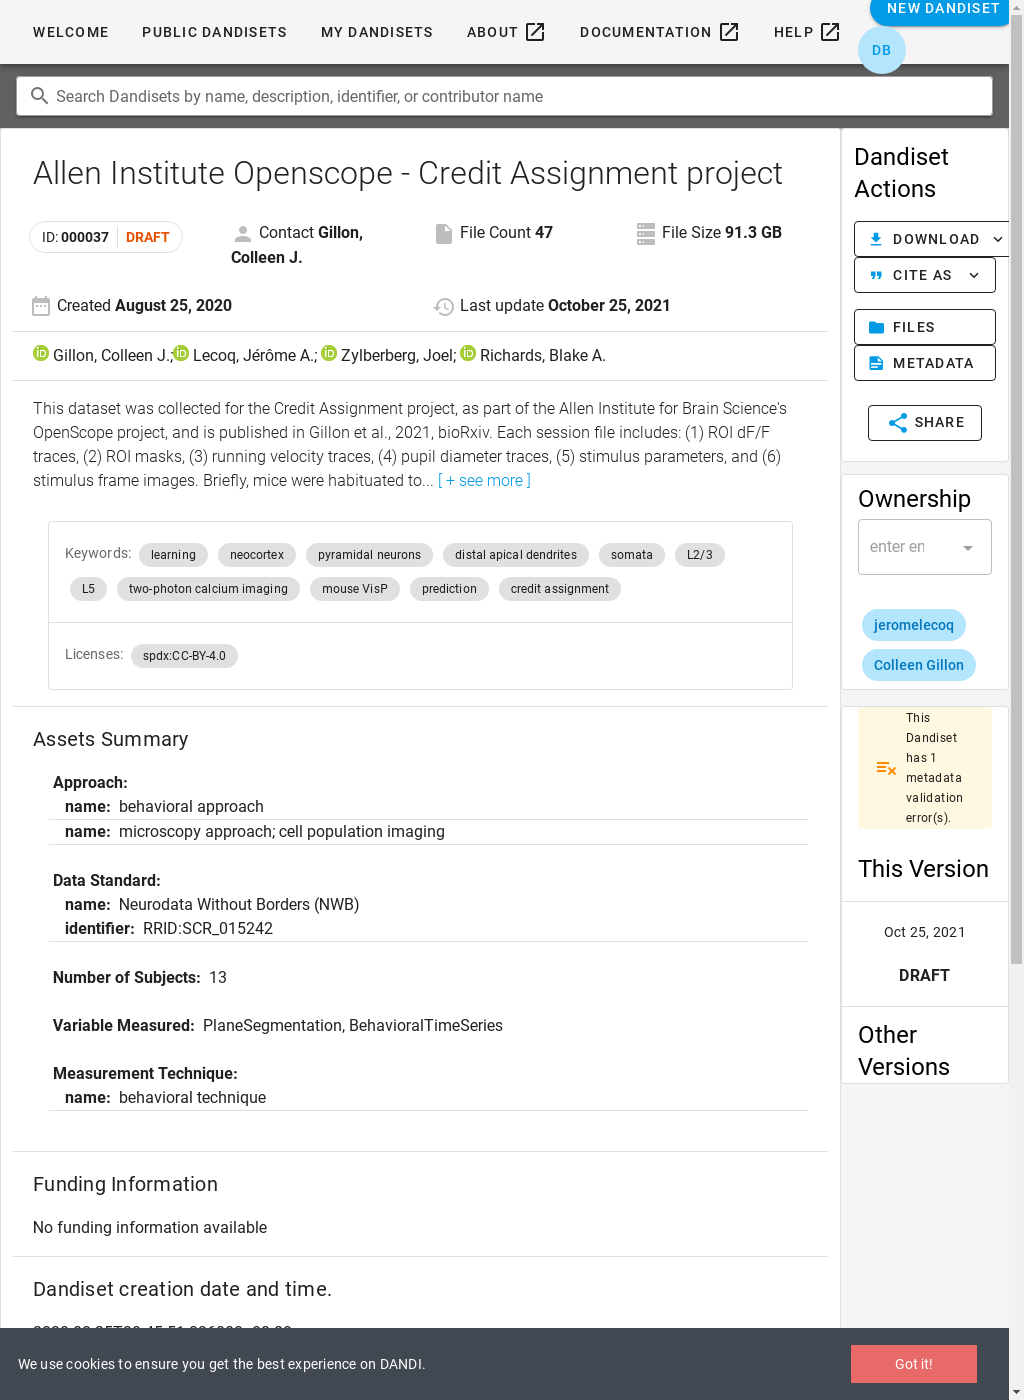 WELCOME PUBLIC DANDISETS MY DANDISETS ABOUT DOCUMENTATION HELP NEW DANDISET
DB
Search Dandisets by name, description, identifier, or contributor name
Allen Institute Openscope - Credit Assignment project
ID: 000037 DRAFT
Contact Gillon, Colleen J.
File Count 47
File Size 91.3 GB
Created August 25, 2020
Last update October 25, 2021
Gillon, Colleen J.; Lecoq, Jérôme A.; Zylberberg, Joel; Richards, Blake A.
This dataset was collected for the Credit Assignment project, as part of the Allen Institute for Brain Science's
OpenScope project, and is published in Gillon et al., 2021, bioRxiv. Each session file includes: (1) ROI dF/F
traces, (2) ROI masks, (3) running velocity traces, (4) pupil diameter traces, (5) stimulus parameters, and (6)
stimulus frame images. Briefly, mice were habituated to... [ + see more ]
Keywords: learning neocortex pyramidal neurons distal apical dendrites somata L2/3
L5 two-photon calcium imaging mouse VisP prediction credit assignment
Licenses: spdx:CC-BY-4.0
Assets Summary
Approach:
name: behavioral approach
name: microscopy approach; cell population imaging
Data Standard:
name: Neurodata Without Borders (NWB)
identifier: RRID:SCR_015242
Number of Subjects: 13
Variable Measured: PlaneSegmentation, BehavioralTimeSeries
Measurement Technique:
name: behavioral technique
Funding Information
No funding information available
Dandiset creation date and time.
Dandiset
Actions
DOWNLOAD
CITE AS
FILES
METADATA
SHARE
Ownership
enter en
jeromelecoq
Colleen Gillon
This
Dandiset
has 1
metadata
validation
error(s).
This Version
Oct 25, 2021
DRAFT
Other
Versions
We use cookies to ensure you get the best experience on DANDI.
Got it!